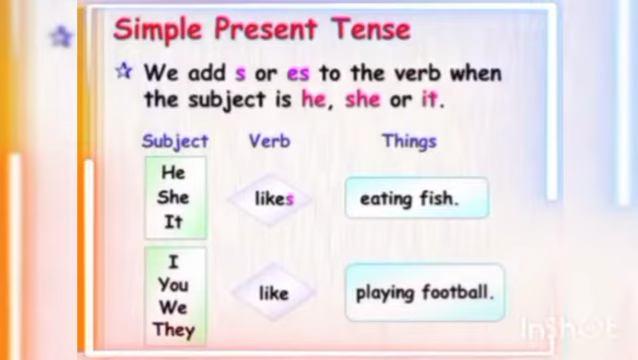 Simple Present Tense
We add s or es to the verb when
the subject is he, she or it.
Subject Verb Things
He
She
It
likes
eating fish.
I
You
We
They
like
playing football.
InShOt